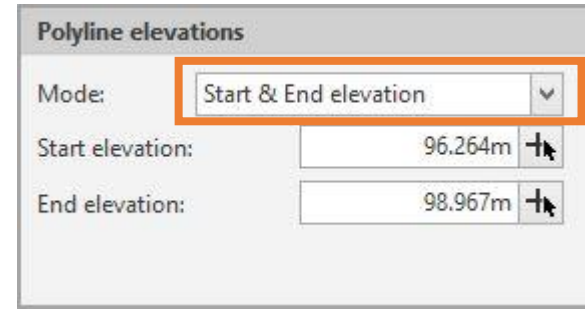 Polyline elevations
Mode: Start & End elevation
Start elevation: 96.264m
End elevation: 98.967m